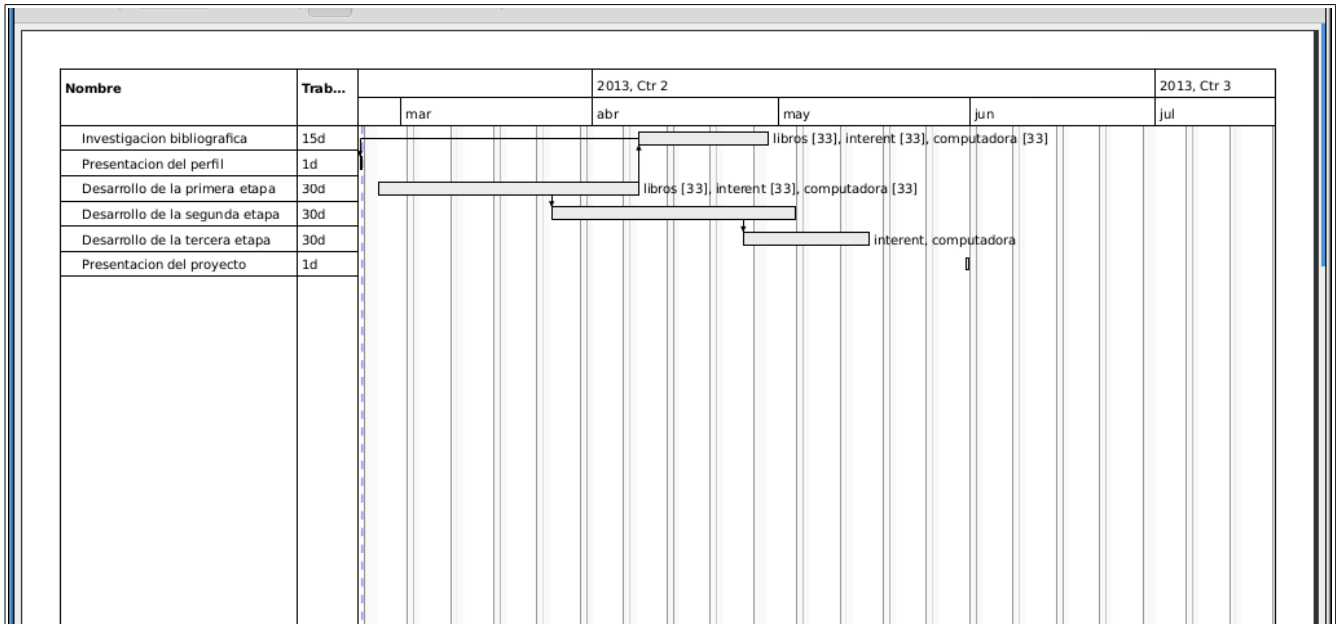 Nombre Trab... 2013, Ctr 2 2013, Ctr 3
mar abr may jun jul
Investigacion bibliografica 15d libros [33], interent [33], computadora [33]
Presentacion del perfil 1d
Desarrollo de la primera etapa 30d libros [33], interent [33], computadora [33]
Desarrollo de la segunda etapa 30d
Desarrollo de la tercera etapa 30d interent, computadora
Presentacion del proyecto 1d